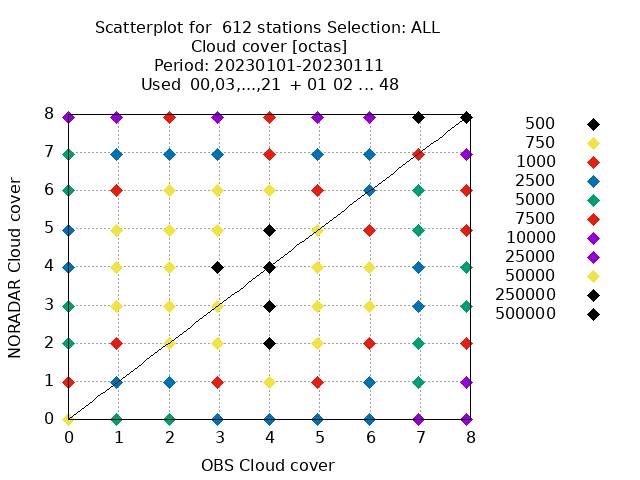 Scatterplot for  612 stations Selection: ALL
Cloud cover [octas]
Period: 20230101-20230111
Used  00,03,...,21  + 01 02 ... 48
8
7
6
5
4
3
2
1
0
NORADAR Cloud cover
0 1 2 3 4 5 6 7 8
OBS Cloud cover
500
750
1000
2500
5000
7500
10000
25000
50000
250000
500000